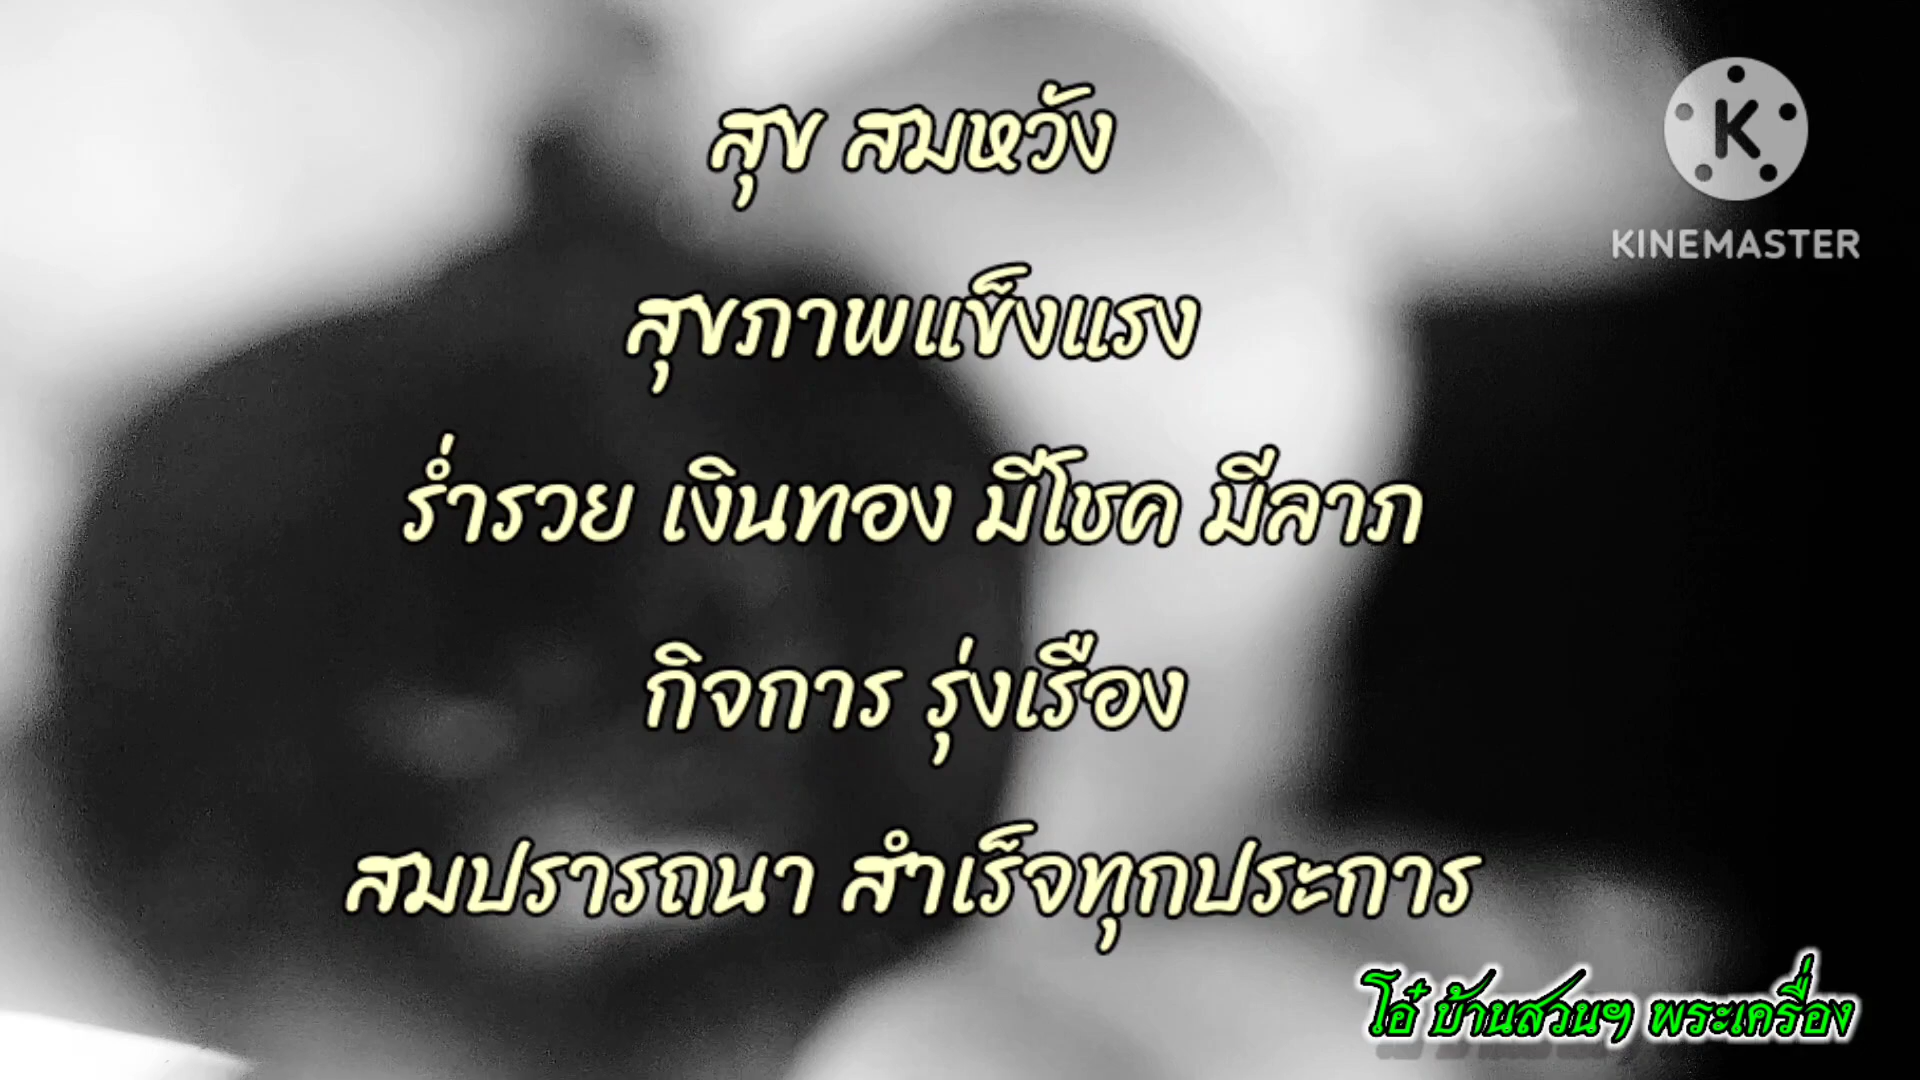 สุข สมหวัง
K
KINEMASTER
สุขภาพแข็งแรง
ร่ำรวย เงินทอง มีโชค มีลาภ
กิจการ รุ่งเรือง
สมปรารถนา สำเร็จทุกประการ
โอ๋ บ้านสวนฯ พระเครื่อง